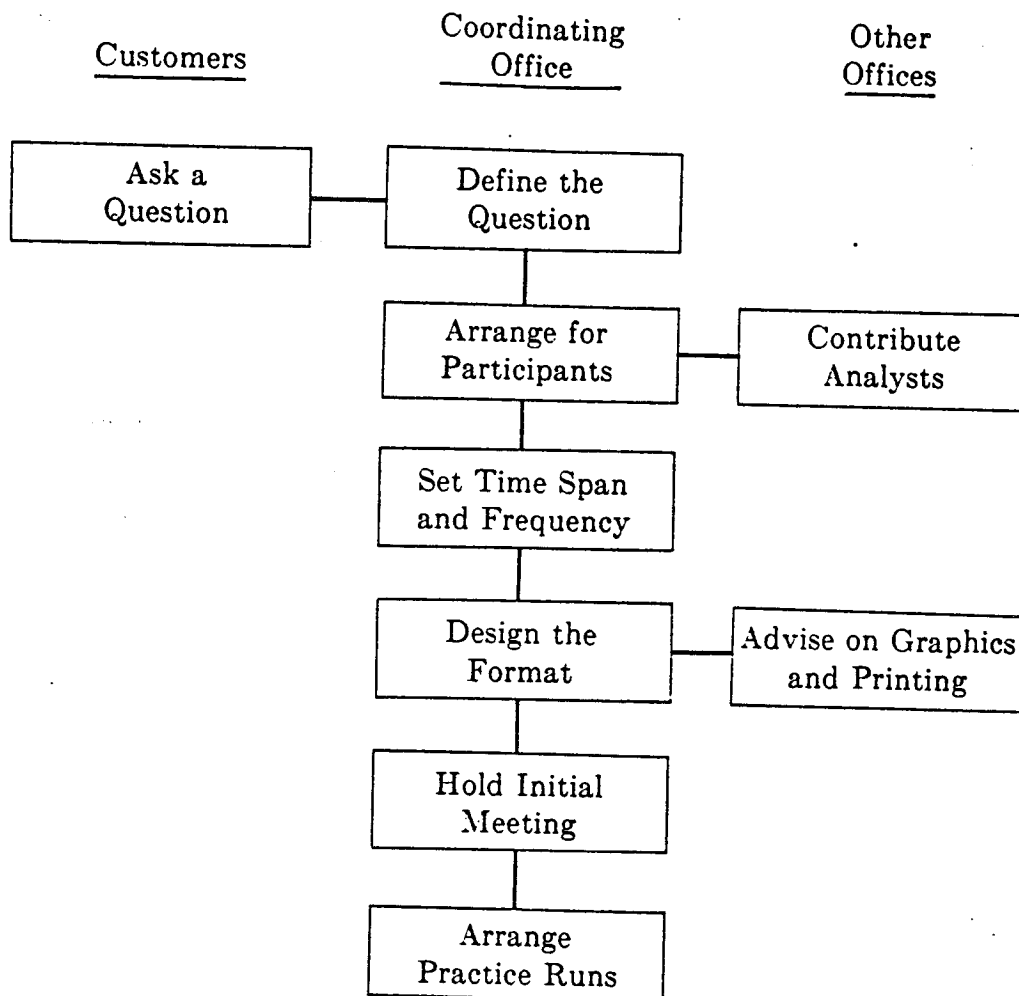 Customers
Coordinating
Office
Other
Offices
Ask a
Question
Define the
Question
Arrange for
Participants
Contribute
Analysts
Set Time Span
and Frequency
Design the
Format
Advise on Graphics
and Printing
Hold Initial
Meeting
Arrange
Practice Runs